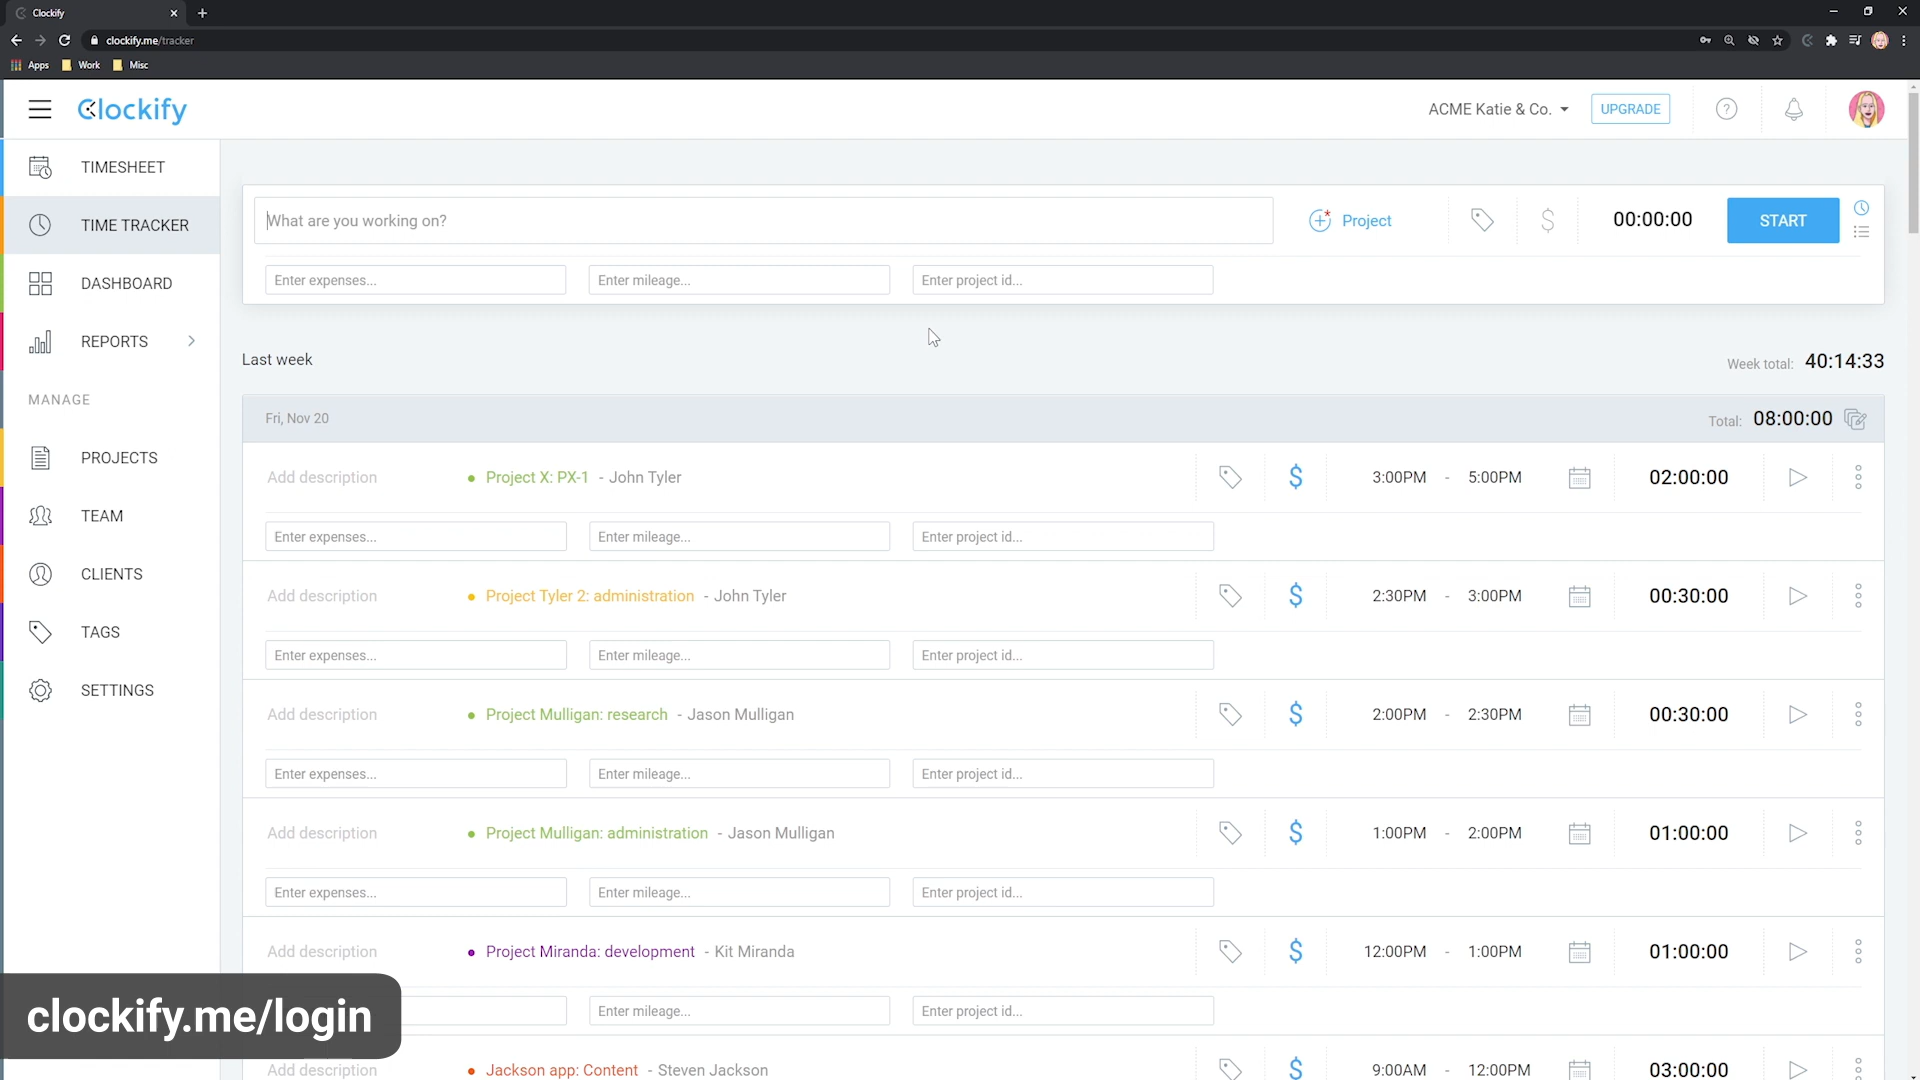 Clockify
clockify.me/tracker
Apps Work Misc
Clockify
ACME Katie & Co. UPGRADE
TIMESHEET
TIME TRACKER
DASHBOARD
REPORTS
MANAGE
PROJECTS
TEAM
CLIENTS
TAGS
SETTINGS
What are you working on? Project 00:00:00 START
Enter expenses... Enter mileage... Enter project id...
Last week Week total: 40:14:33
Fri, Nov 20 Total: 08:00:00
Add description Project X: PX-1 - John Tyler $ 3:00PM - 5:00PM 02:00:00
Enter expenses... Enter mileage... Enter project id...
Add description Project Tyler 2: administration - John Tyler $ 2:30PM - 3:00PM 00:30:00
Enter expenses... Enter mileage... Enter project id...
Add description Project Mulligan: research - Jason Mulligan $ 2:00PM - 2:30PM 00:30:00
Enter expenses... Enter mileage... Enter project id...
Add description Project Mulligan: administration - Jason Mulligan $ 1:00PM - 2:00PM 01:00:00
Enter expenses... Enter mileage... Enter project id...
Add description Project Miranda: development - Kit Miranda $ 12:00PM - 1:00PM 01:00:00
Enter mileage... Enter project id...
Add description Jackson app: Content - Steven Jackson $ 9:00AM - 12:00PM 03:00:00
clockify.me/login